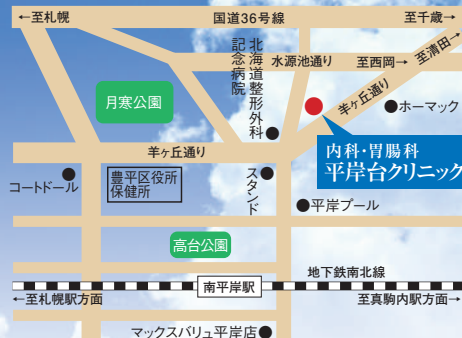 ←至札幌
国道36号線
至千歳→
北海道整形外科
記念病院
水源池通り
至西岡→
至清田→
月寒公園
羊ヶ丘通り
ホーマック
羊ヶ丘通り
内科・胃腸科
平岸台クリニック
コートドール
豊平区役所
保健所
スタンド
平岸プール
高台公園
地下鉄南北線
南平岸駅
←至札幌駅方面
至真駒内駅方面→
マックスバリュ平岸店